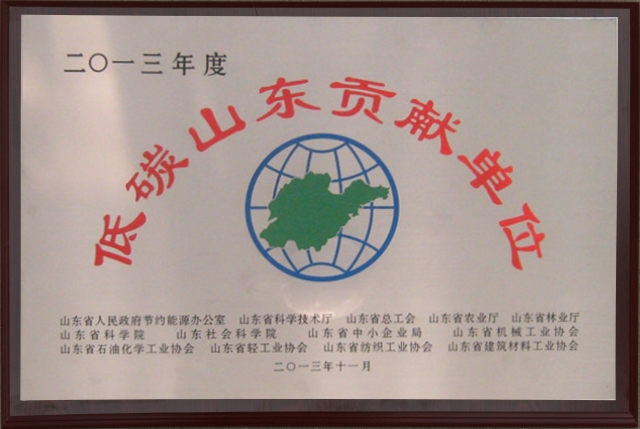 二〇一三年度
低碳山东贡献单位
山东省人民政府节约能源办公室 山东省科学技术厅 山东省总工会 山东省农业厅 山东省林业厅
山东省科学院 山东社会科学院 山东省中小企业局 山东省机械工业协会
山东省石油化学工业协会 山东省轻工业协会 山东省纺织工业协会 山东省建筑材料工业协会
二〇一三年十一月